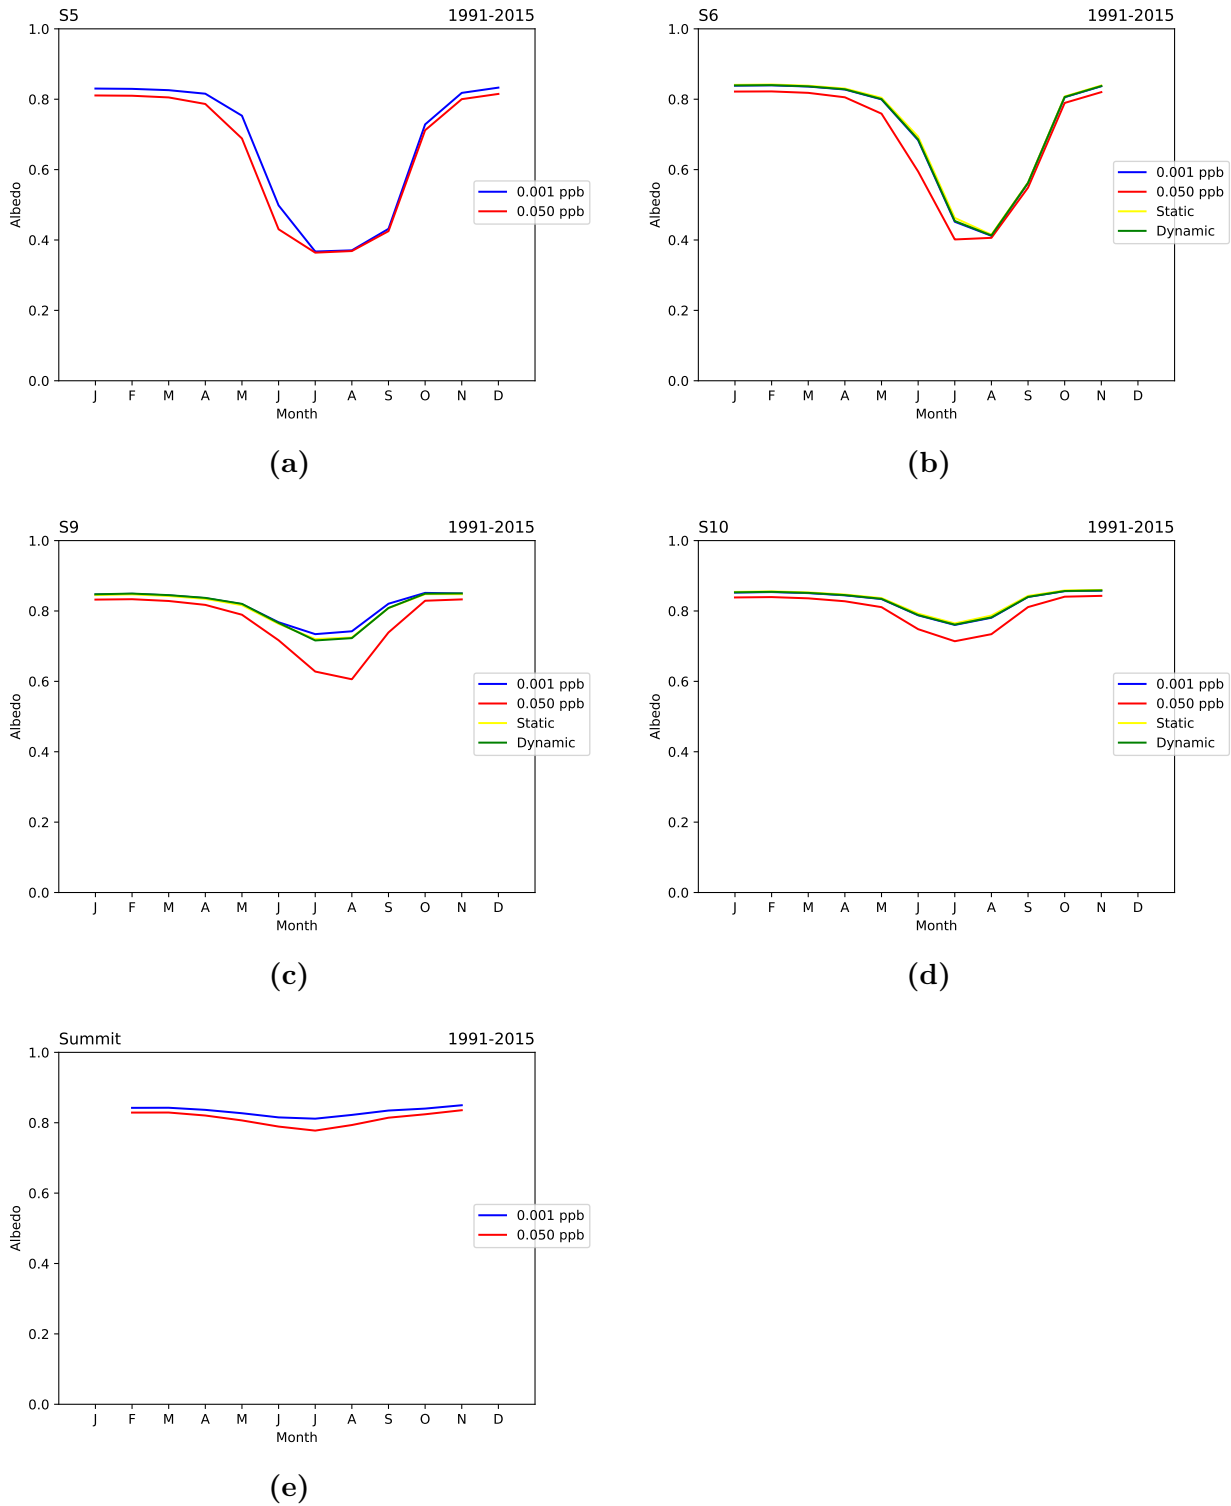 S5 1991-2015
1.0
0.8
0.6
0.4
0.2
0.0
Albedo
J F M A M J J A S O N D
Month
0.001 ppb
0.050 ppb
(a)
S6 1991-2015
1.0
0.8
0.6
0.4
0.2
0.0
Albedo
J F M A M J J A S O N D
Month
0.001 ppb
0.050 ppb
Static
Dynamic
(b)
S9 1991-2015
1.0
0.8
0.6
0.4
0.2
0.0
Albedo
J F M A M J J A S O N D
Month
0.001 ppb
0.050 ppb
Static
Dynamic
(c)
S10 1991-2015
1.0
0.8
0.6
0.4
0.2
0.0
Albedo
J F M A M J J A S O N D
Month
0.001 ppb
0.050 ppb
Static
Dynamic
(d)
Summit 1991-2015
1.0
0.8
0.6
0.4
0.2
0.0
Albedo
J F M A M J J A S O N D
Month
0.001 ppb
0.050 ppb
(e)